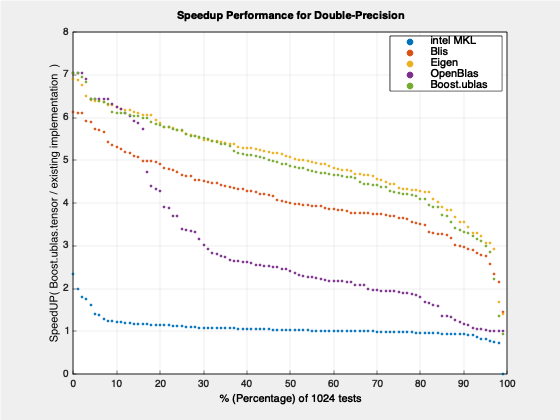 Speedup Performance for Double-Precision
intel MKL
Blis
Eigen
OpenBlas
Boost.ublas
SpeedUP( Boost.ublas.tensor / existing implementation )
8
7
6
5
4
3
2
1
0
0 10 20 30 40 50 60 70 80 90 100
% (Percentage) of 1024 tests